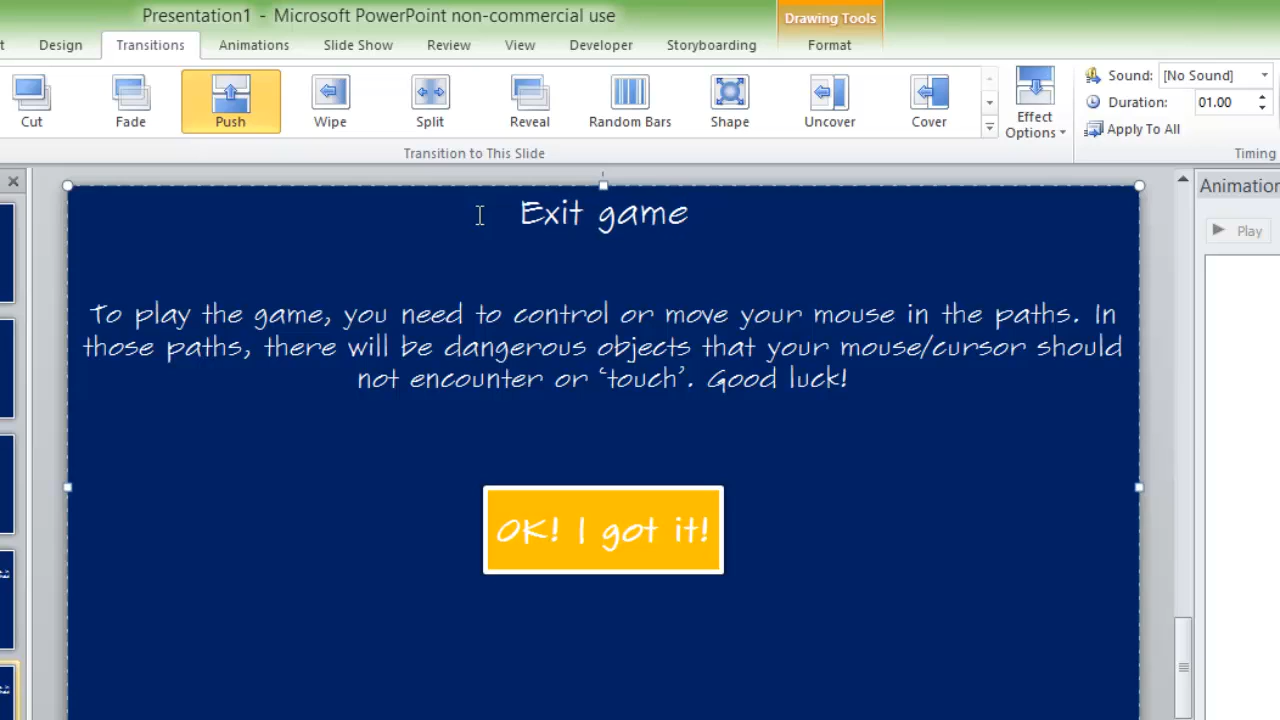 Presentation1 - Microsoft PowerPoint non-commercial use
Drawing Tools
Design Transitions Animations Slide Show Review View Developer Storyboarding Format
Cut Fade Push Wipe Split Reveal Random Bars Shape Uncover Cover
Effect Options
Sound: [No Sound]
Duration: 01.00
Apply To All
Transition to This Slide
Timing
Animation
Play
Exit game
To play the game, you need to control or move your mouse in the paths. In
those paths, there will be dangerous objects that your mouse/cursor should
not encounter or ‘touch’. Good luck!
OK! I got it!